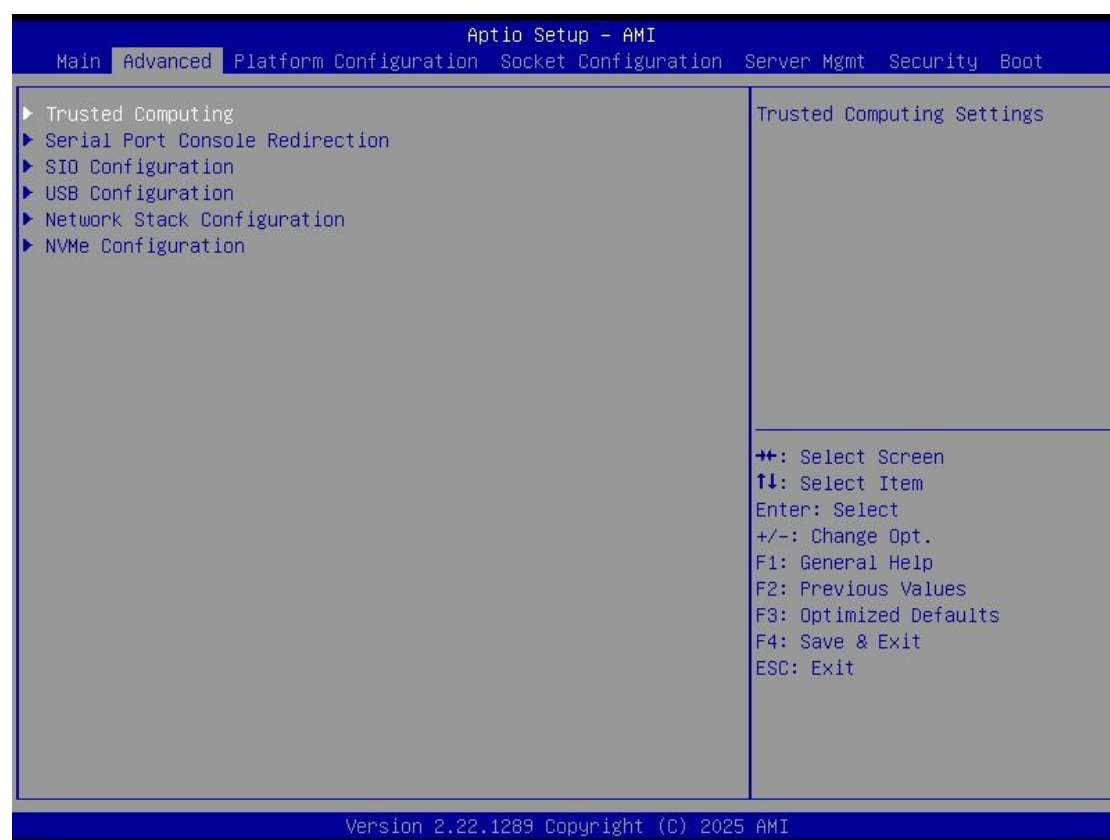 Aptio Setup – AMI
Main Advanced Platform Configuration Socket Configuration Server Mgmt Security Boot
Trusted Computing
Serial Port Console Redirection
SIO Configuration
USB Configuration
Network Stack Configuration
NVMe Configuration
Trusted Computing Settings
→←: Select Screen
↑↓: Select Item
Enter: Select
+/-: Change Opt.
F1: General Help
F2: Previous Values
F3: Optimized Defaults
F4: Save & Exit
ESC: Exit
Version 2.22.1289 Copyright (C) 2025 AMI